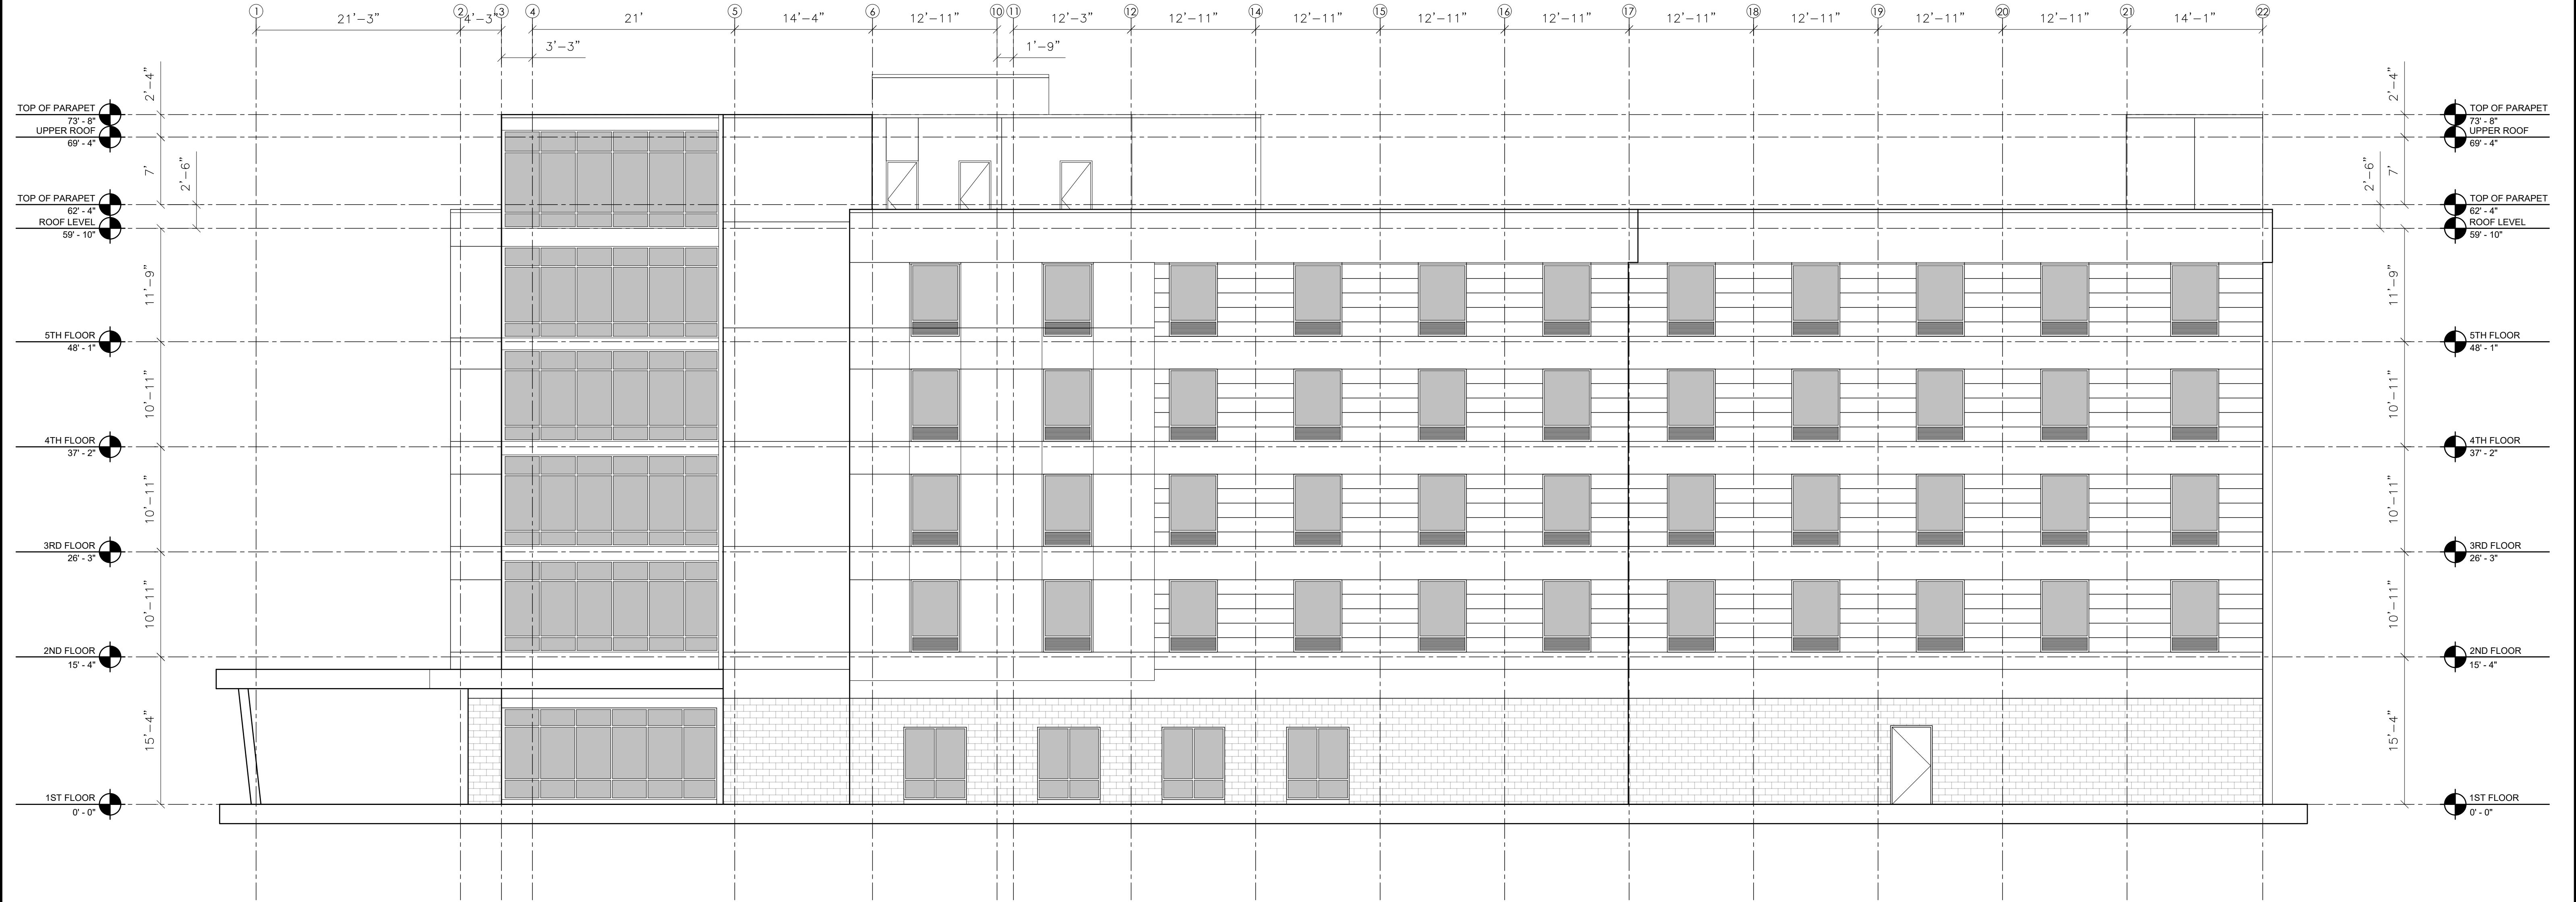 1 2 3 4 5 6 10 11 12 14 15 16 17 18 19 20 21 22
21'-3" 4'-3" 21' 14'-4" 12'-11" 12'-3" 12'-11" 12'-11" 12'-11" 12'-11" 12'-11" 12'-11" 12'-11" 12'-11" 14'-1"
3'-3" 1'-9"
2'-4"
TOP OF PARAPET
73' - 8"
UPPER ROOF
69' - 4"
7'
2'-6"
TOP OF PARAPET
62' - 4"
ROOF LEVEL
59' - 10"
11'-9"
5TH FLOOR
48' - 1"
10'-11"
4TH FLOOR
37' - 2"
10'-11"
3RD FLOOR
26' - 3"
10'-11"
2ND FLOOR
15' - 4"
15'-4"
1ST FLOOR
0' - 0"
2'-4"
TOP OF PARAPET
73' - 8"
UPPER ROOF
69' - 4"
7'
2'-6"
TOP OF PARAPET
62' - 4"
ROOF LEVEL
59' - 10"
11'-9"
5TH FLOOR
48' - 1"
10'-11"
4TH FLOOR
37' - 2"
10'-11"
3RD FLOOR
26' - 3"
10'-11"
2ND FLOOR
15' - 4"
15'-4"
1ST FLOOR
0' - 0"